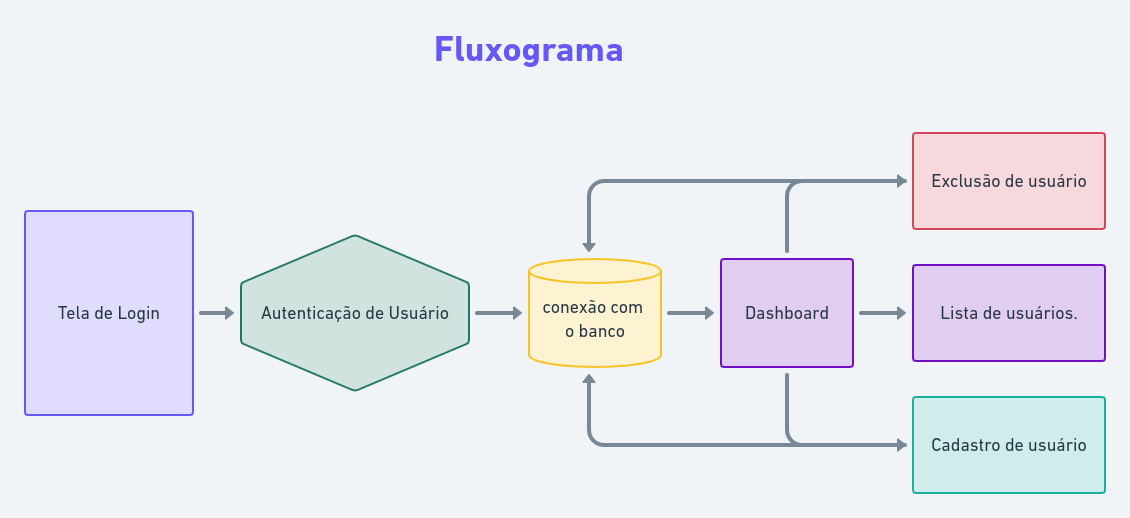 Fluxograma
Tela de Login
Autenticação de Usuário
conexão com
o banco
Dashboard
Exclusão de usuário
Lista de usuários.
Cadastro de usuário